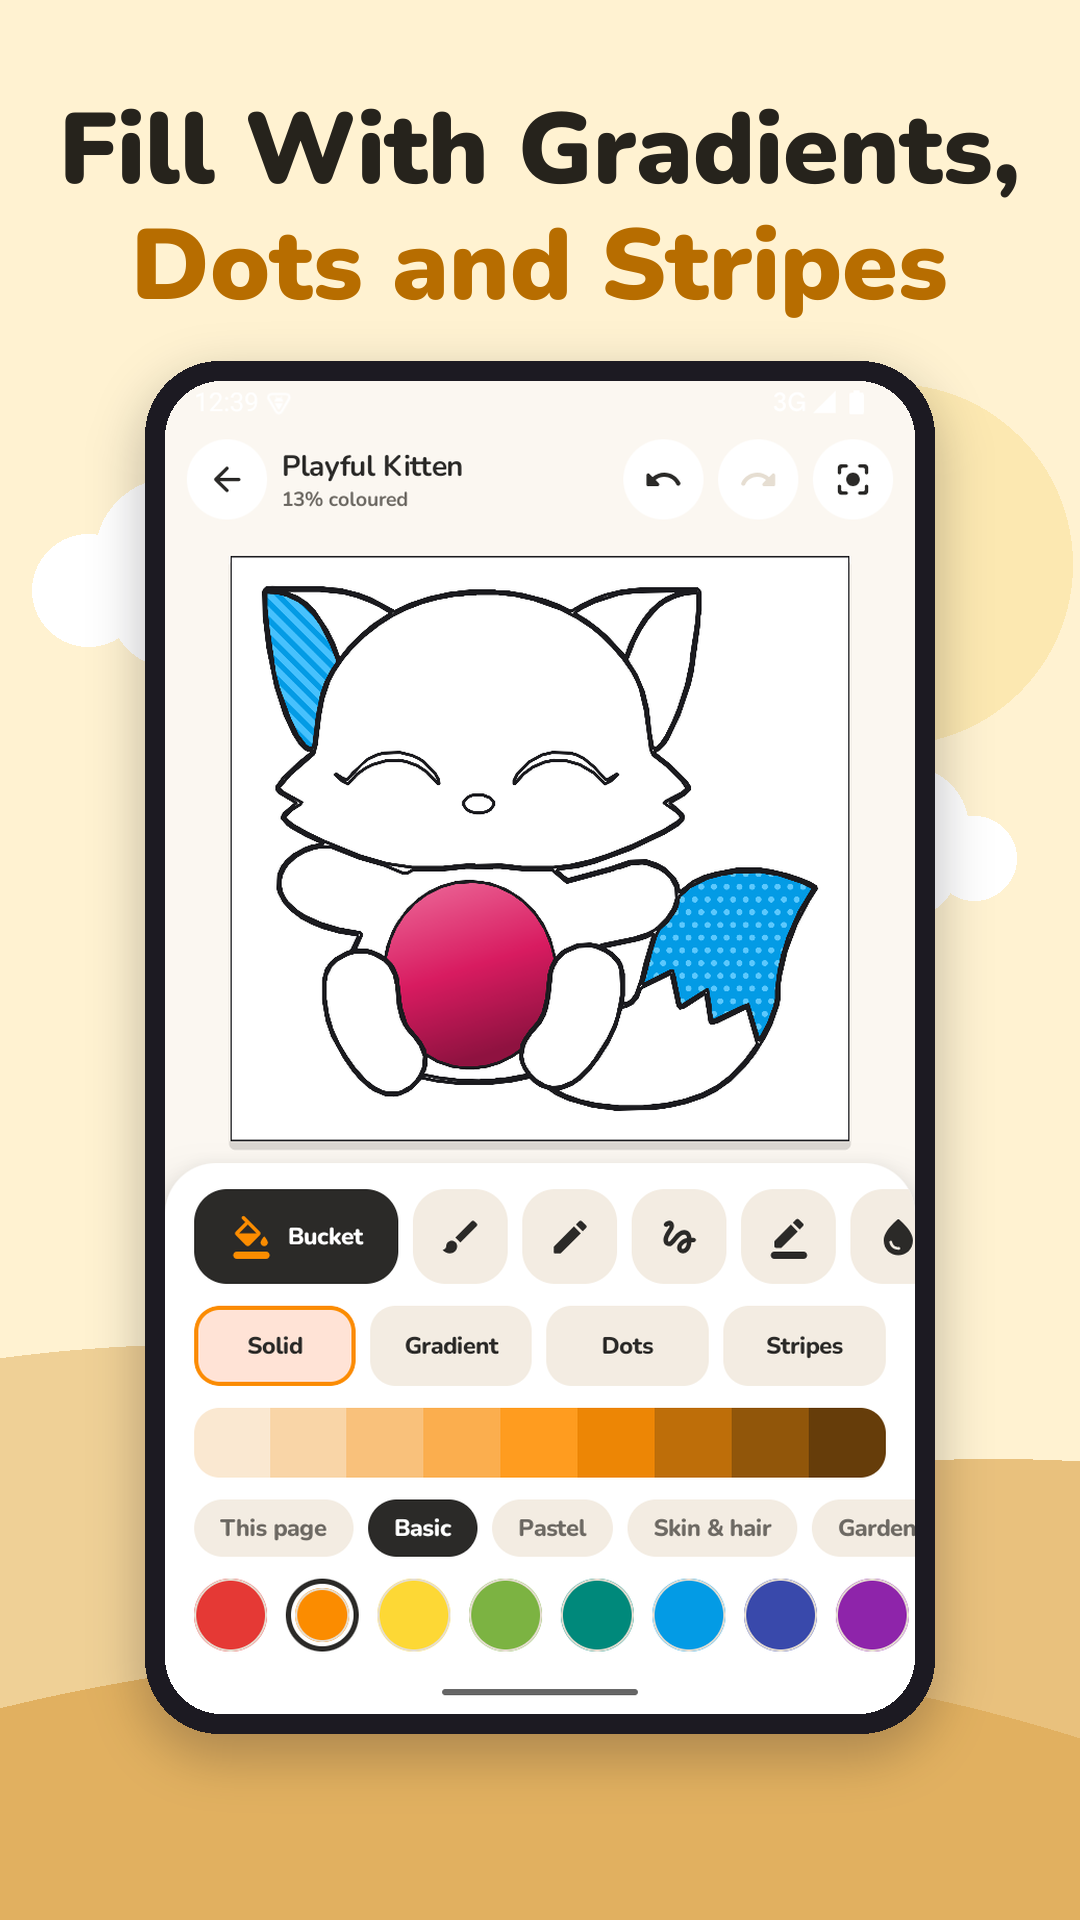 Fill With Gradients,
Dots and Stripes
12:39
3G
Playful Kitten
13% coloured
Bucket
Solid
Gradient
Dots
Stripes
This page
Basic
Pastel
Skin & hair
Garden